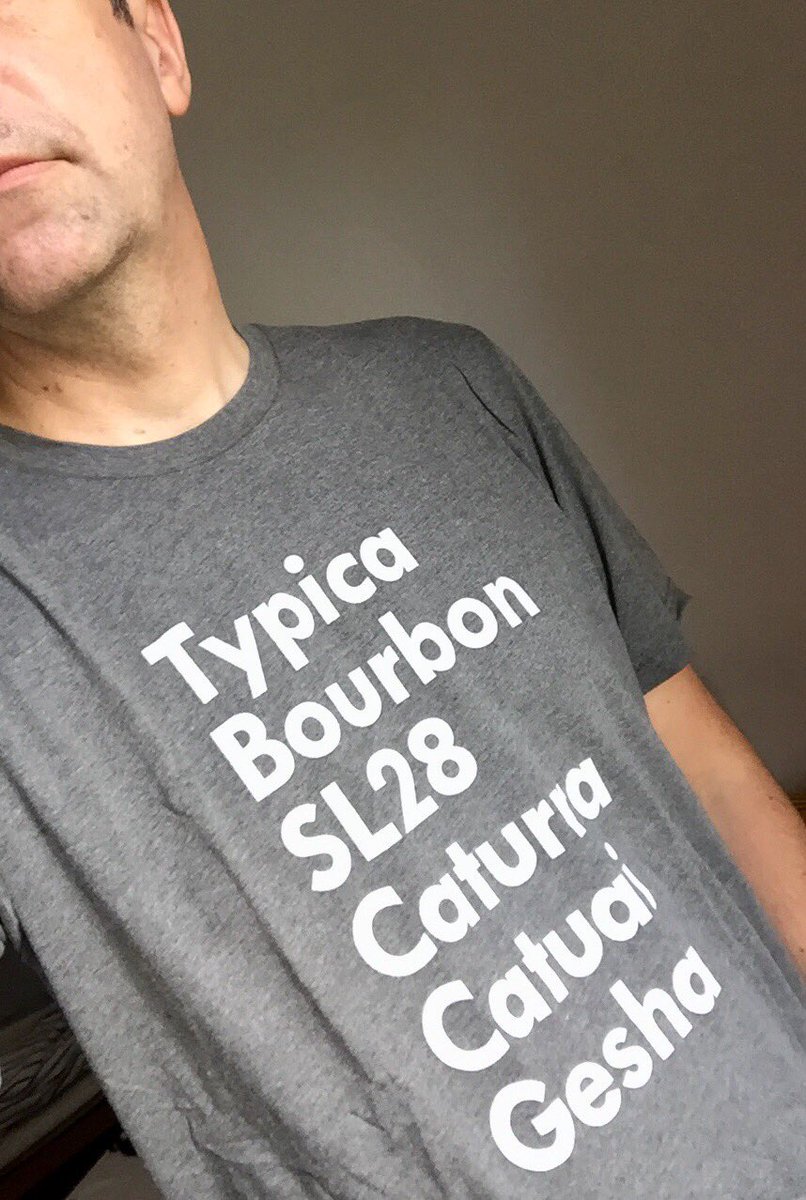 Typica
Bourbon
SL28
Caturra
Catuai
Gesha